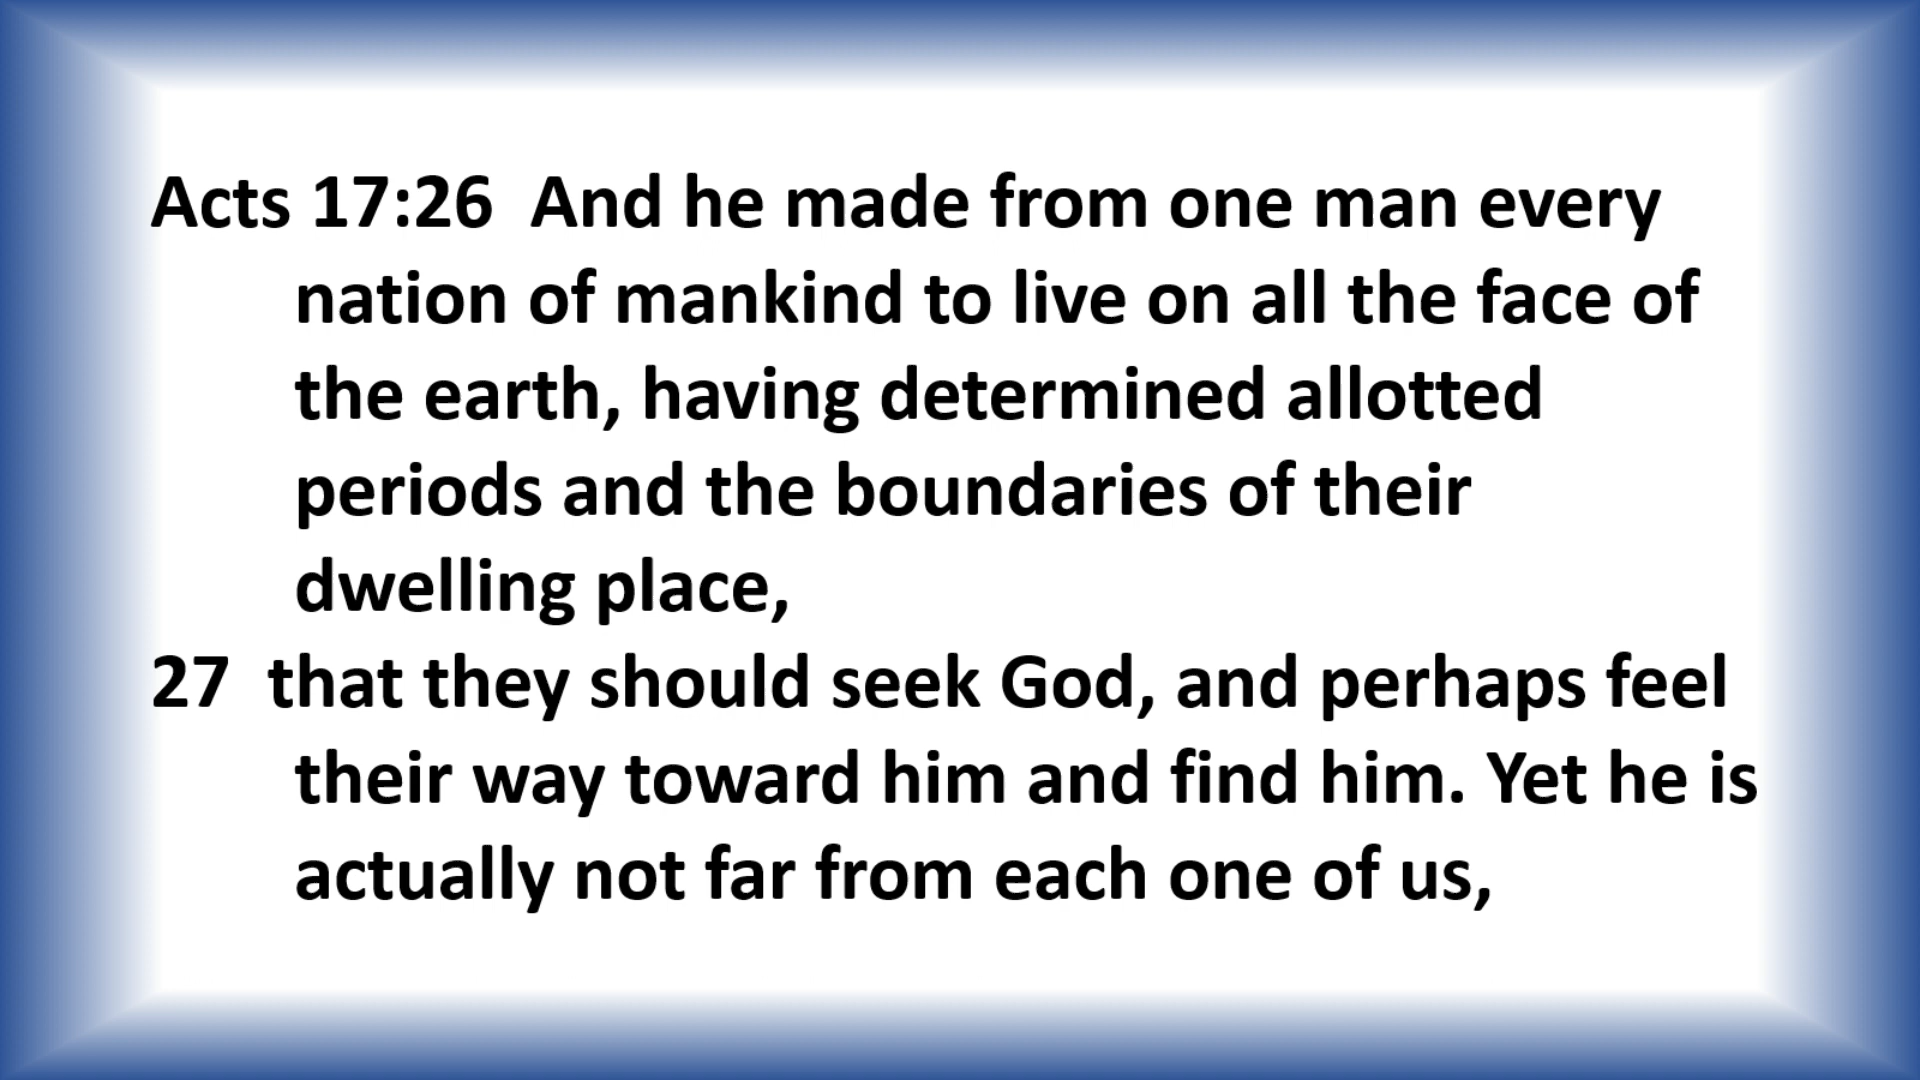 Acts 17:26  And he made from one man every
nation of mankind to live on all the face of
the earth, having determined allotted
periods and the boundaries of their
dwelling place,
27  that they should seek God, and perhaps feel
their way toward him and find him. Yet he is
actually not far from each one of us,